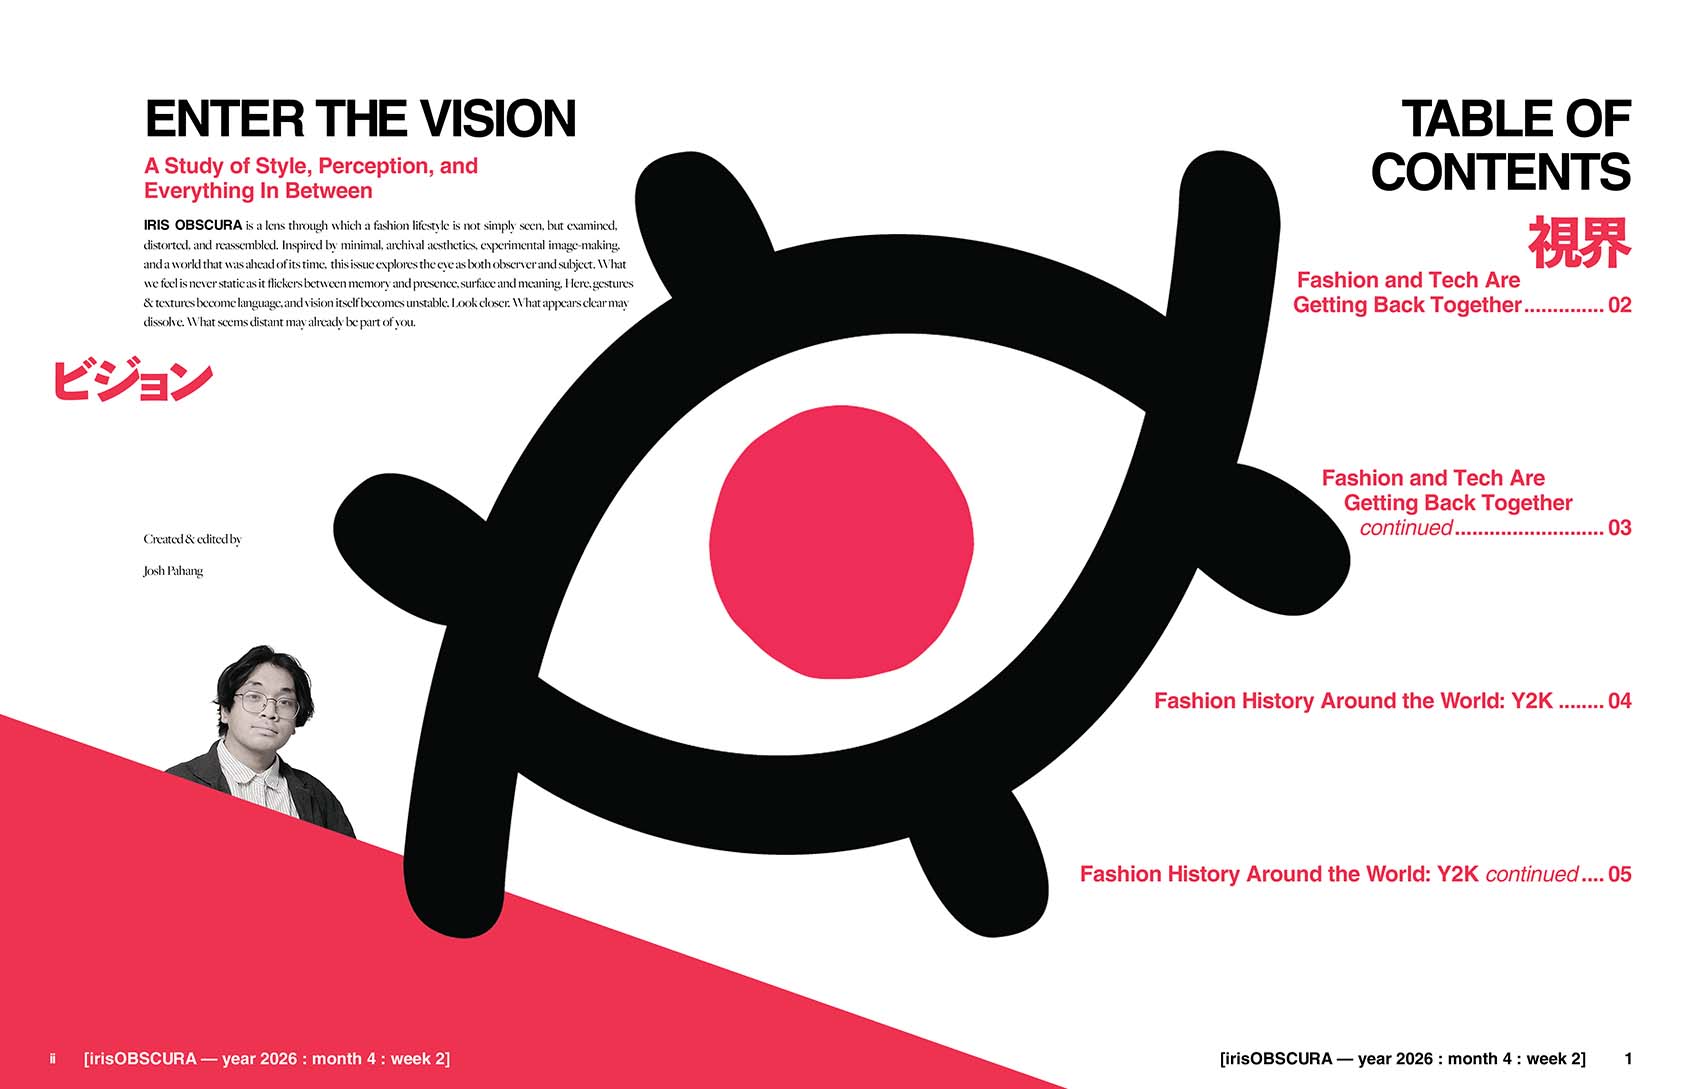 ENTER THE VISION
A Study of Style, Perception, and
Everything In Between
IRIS OBSCURA is a lens through which a fashion lifestyle is not simply seen, but examined,
distorted, and reassembled. Inspired by minimal, archival aesthetics, experimental image-making,
and a world that was ahead of its time, this issue explores the eye as both observer and subject. What
we feel is never static as it flickers between memory and presence, surface and meaning. Here, gestures
& textures become language, and vision itself becomes unstable. Look closer. What appears clear may
dissolve. What seems distant may already be part of you.
ビジョン
Created & edited by
Josh Pahang
ii [irisOBSCURA — year 2026 : month 4 : week 2]
TABLE OF
CONTENTS
視界
Fashion and Tech Are
Getting Back Together.............. 02
Fashion and Tech Are
Getting Back Together
continued.......................... 03
Fashion History Around the World: Y2K ........ 04
Fashion History Around the World: Y2K continued .... 05
[irisOBSCURA — year 2026 : month 4 : week 2] 1